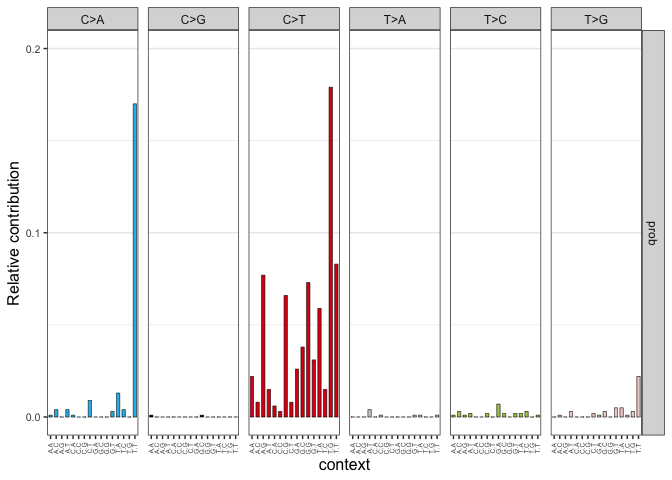 C>A C>G C>T T>A T>C T>G
Relative contribution
0.2
0.1
0.0
prob
A.A A.C A.G A.T C.A C.C C.G C.T G.A G.C G.G G.T T.A T.C T.G T.T
A.A A.C A.G A.T C.A C.C C.G C.T G.A G.C G.G G.T T.A T.C T.G T.T
A.A A.C A.G A.T C.A C.C C.G C.T G.A G.C G.G G.T T.A T.C T.G T.T
A.A A.C A.G A.T C.A C.C C.G C.T G.A G.C G.G G.T T.A T.C T.G T.T
A.A A.C A.G A.T C.A C.C C.G C.T G.A G.C G.G G.T T.A T.C T.G T.T
A.A A.C A.G A.T C.A C.C C.G C.T G.A G.C G.G G.T T.A T.C T.G T.T
context